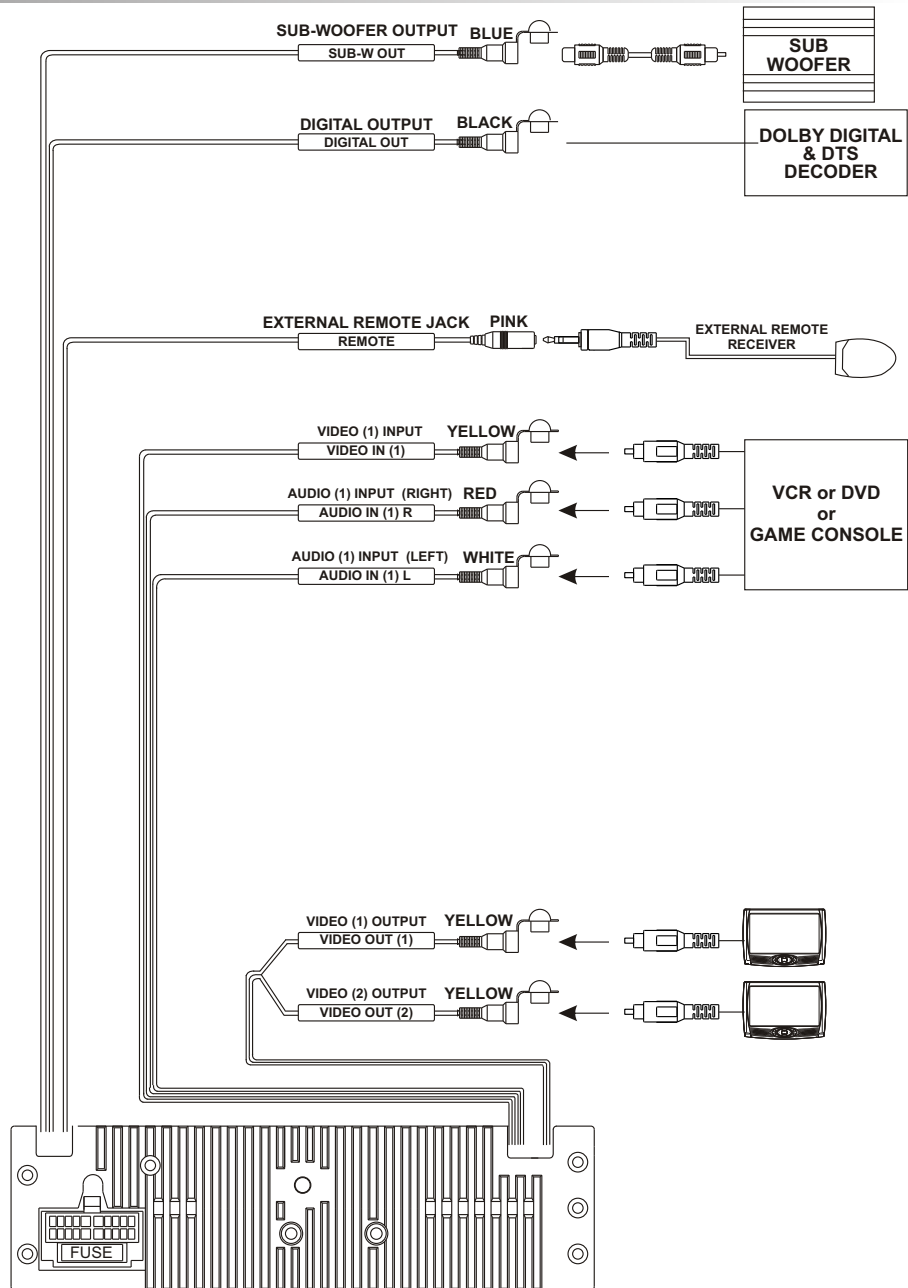 SUB-WOOFER OUTPUT BLUE
SUB-W OUT
SUB
WOOFER
DIGITAL OUTPUT BLACK
DIGITAL OUT
DOLBY DIGITAL
& DTS
DECODER
EXTERNAL REMOTE JACK PINK
REMOTE
EXTERNAL REMOTE
RECEIVER
VIDEO (1) INPUT YELLOW
VIDEO IN (1)
AUDIO (1) INPUT (RIGHT) RED
AUDIO IN (1) R
AUDIO (1) INPUT (LEFT) WHITE
AUDIO IN (1) L
VCR or DVD
or
GAME CONSOLE
VIDEO (1) OUTPUT YELLOW
VIDEO OUT (1)
VIDEO (2) OUTPUT YELLOW
VIDEO OUT (2)
FUSE